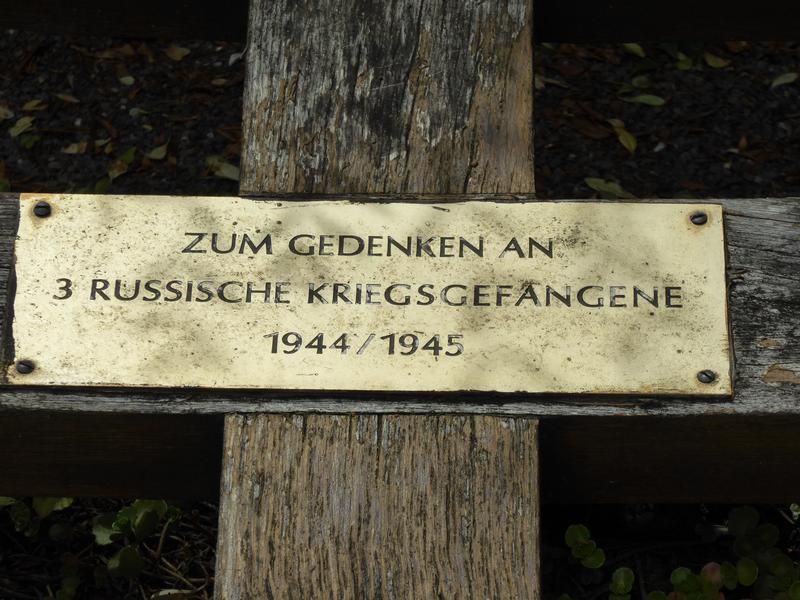 ZUM GEDENKEN AN
3 RUSSISCHE KRIEGSGEFANGENE
1944/1945